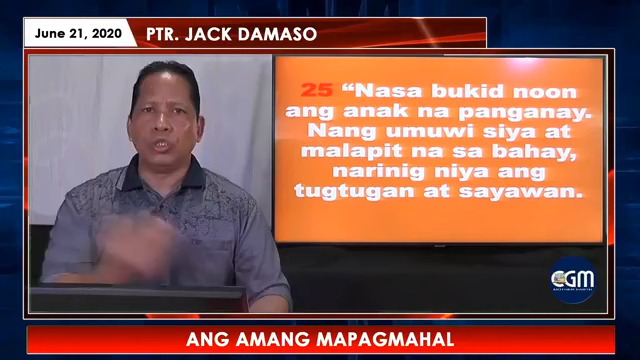 June 21, 2020
PTR. JACK DAMASO
25 “Nasa bukid noon
ang anak na panganay.
Nang umuwi siya at
malapit na sa bahay,
narinig niya ang
tugtugan at sayawan.
CGM
ANG AMANG MAPAGMAHAL